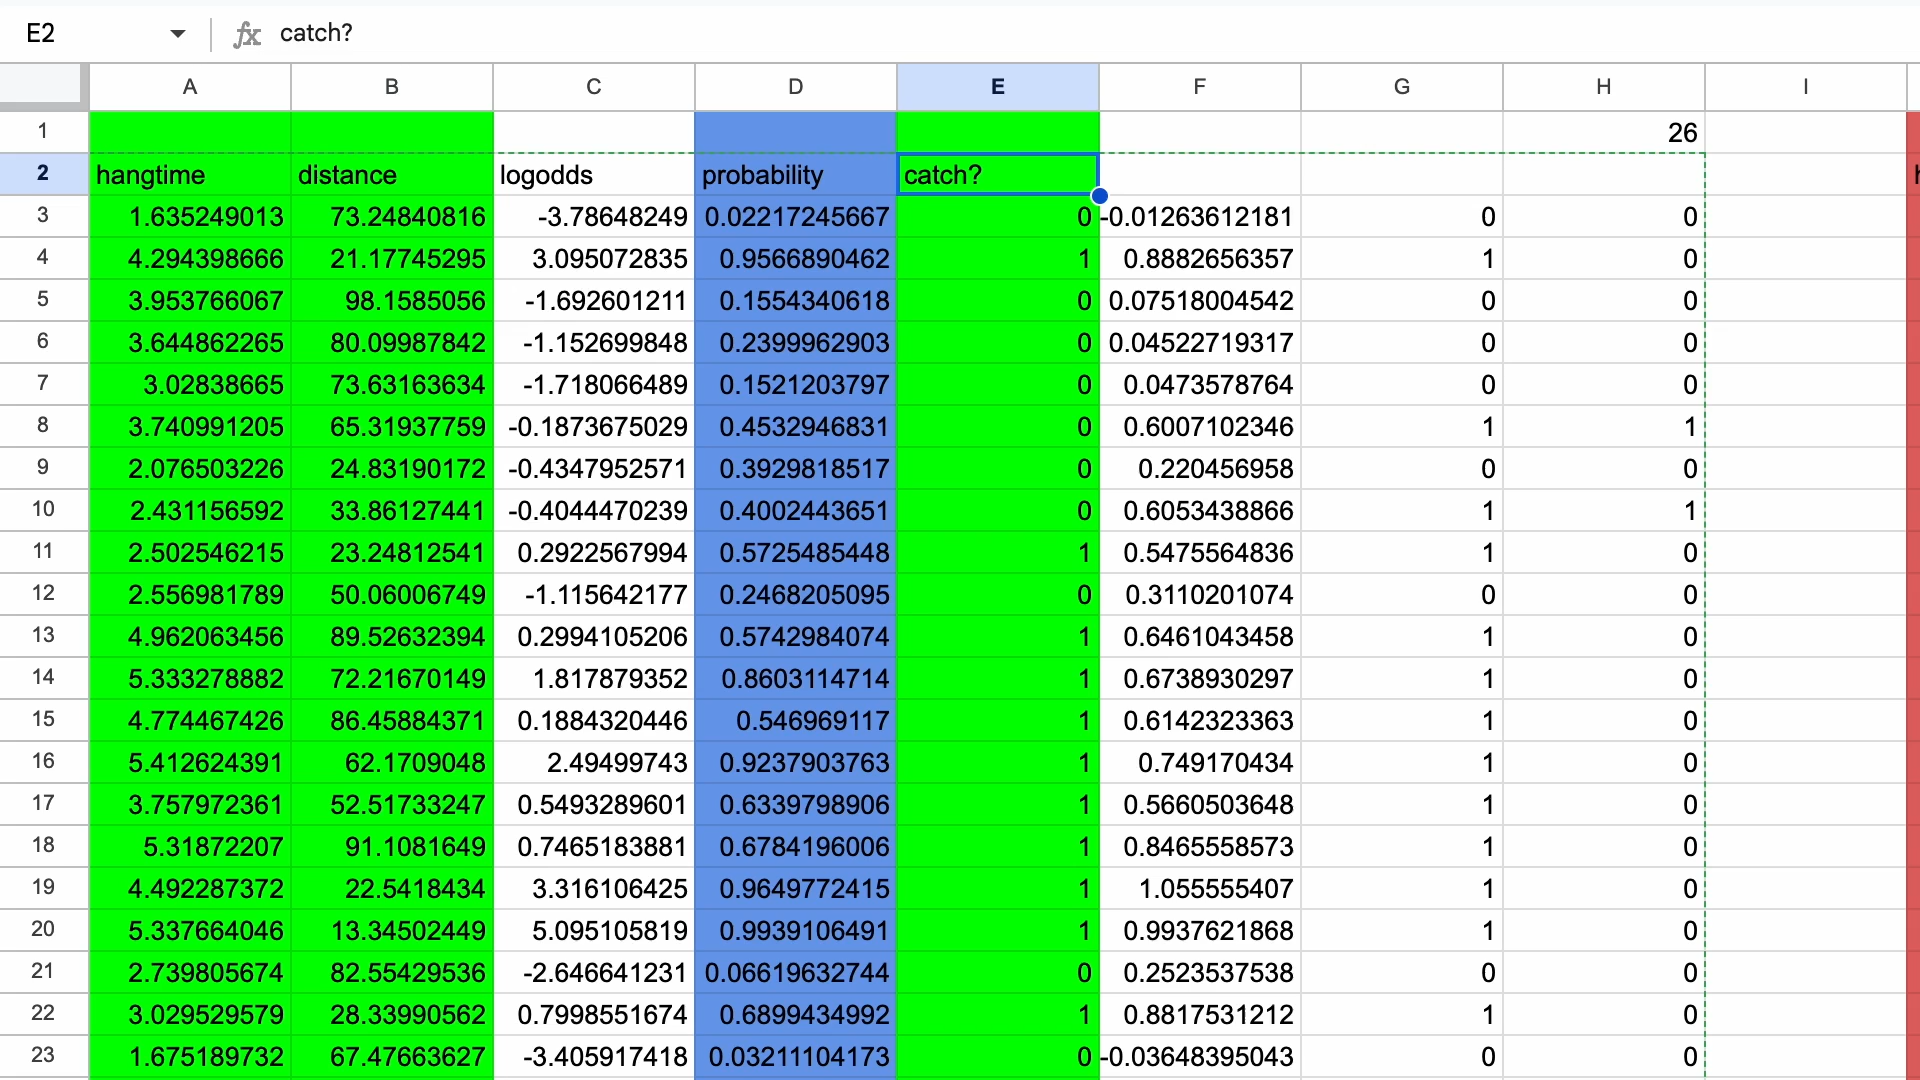 E2 fx catch?
A B C D E F G H I
1 26
2 hangtime distance logodds probability catch?
3 1.635249013 73.24840816 -3.78648249 0.02217245667 0 -0.01263612181 0 0
4 4.294398666 21.17745295 3.095072835 0.9566890462 1 0.8882656357 1 0
5 3.953766067 98.1585056 -1.692601211 0.1554340618 0 0.07518004542 0 0
6 3.644862265 80.09987842 -1.152699848 0.2399962903 0 0.04522719317 0 0
7 3.02838665 73.63163634 -1.718066489 0.1521203797 0 0.0473578764 0 0
8 3.740991205 65.31937759 -0.1873675029 0.4532946831 0 0.6007102346 1 1
9 2.076503226 24.83190172 -0.4347952571 0.3929818517 0 0.220456958 0 0
10 2.431156592 33.86127441 -0.4044470239 0.4002443651 0 0.6053438866 1 1
11 2.502546215 23.24812541 0.2922567994 0.5725485448 1 0.5475564836 1 0
12 2.556981789 50.06006749 -1.115642177 0.2468205095 0 0.3110201074 0 0
13 4.962063456 89.52632394 0.2994105206 0.5742984074 1 0.6461043458 1 0
14 5.333278882 72.21670149 1.817879352 0.8603114714 1 0.6738930297 1 0
15 4.774467426 86.45884371 0.1884320446 0.546969117 1 0.6142323363 1 0
16 5.412624391 62.1709048 2.49499743 0.9237903763 1 0.749170434 1 0
17 3.757972361 52.51733247 0.5493289601 0.6339798906 1 0.5660503648 1 0
18 5.31872207 91.1081649 0.7465183881 0.6784196006 1 0.8465558573 1 0
19 4.492287372 22.5418434 3.316106425 0.9649772415 1 1.055555407 1 0
20 5.337664046 13.34502449 5.095105819 0.9939106491 1 0.9937621868 1 0
21 2.739805674 82.55429536 -2.646641231 0.06619632744 0 0.2523537538 0 0
22 3.029529579 28.33990562 0.7998551674 0.6899434992 1 0.8817531212 1 0
23 1.675189732 67.47663627 -3.405917418 0.03211104173 0 -0.03648395043 0 0